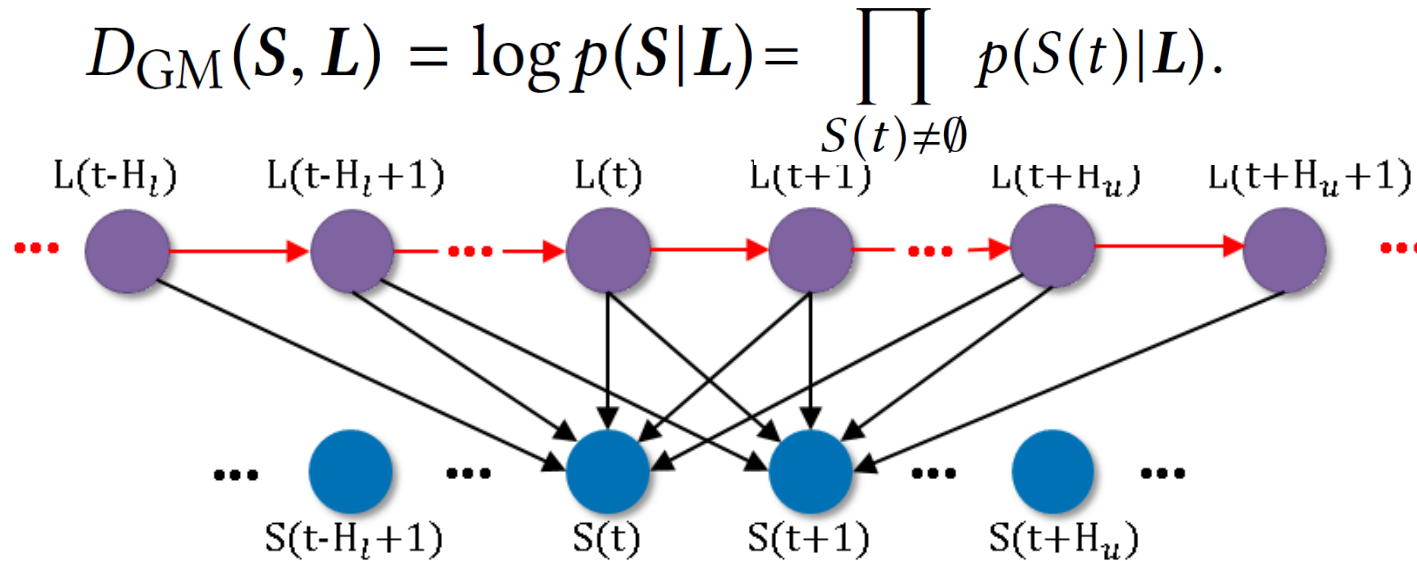 D_GM(S, L) = log p(S|L) = ∏ p(S(t)|L).
S(t)≠∅
L(t-H_l) L(t-H_l+1) L(t) L(t+1) L(t+H_u) L(t+H_u+1)
... ... ... ...
... ... ... ...
S(t-H_l+1) S(t) S(t+1) S(t+H_u)